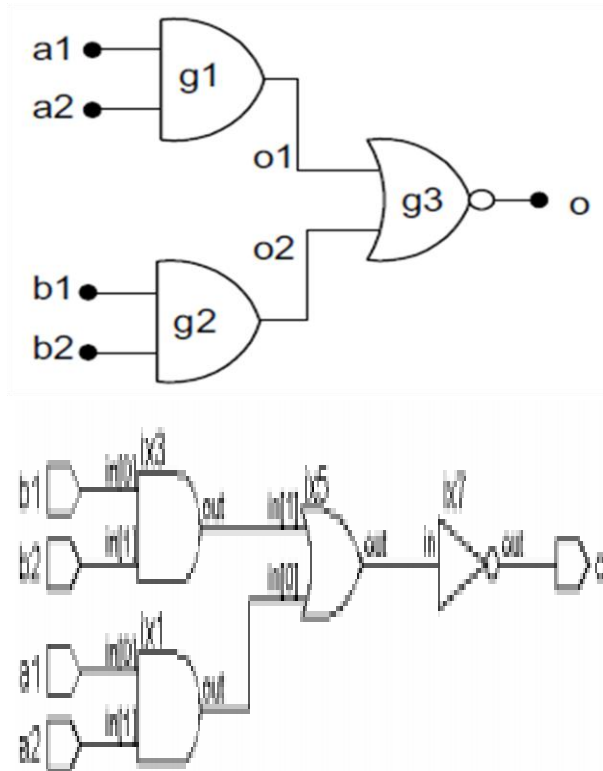 a1
g1
a2
o1
g3
o
o2
b1
g2
b2
ix3
in[0]
b1
out
in[1]
ix5
in[1]
b2
out
in
ix7
out
o
in[0]
ix1
in[0]
a1
out
in[1]
a2